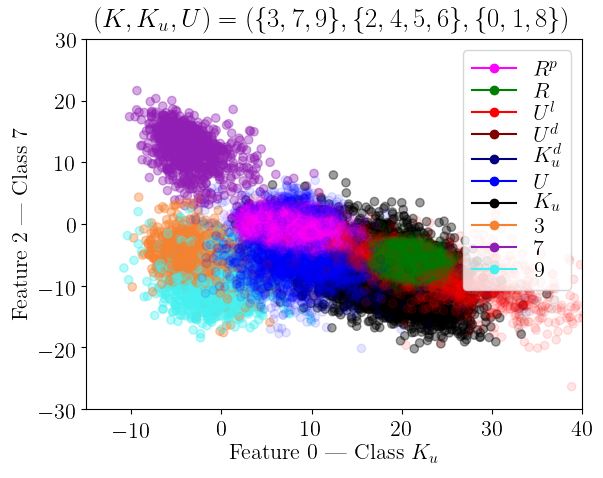 (K, K_u, U) = ({3, 7, 9}, {2, 4, 5, 6}, {0, 1, 8})
30
20
10
0
−10
−20
−30
Feature 2 — Class 7
R^p
R
U^l
U^d
K_u^d
U
K_u
3
7
9
−10
0
10
20
30
40
Feature 0 — Class K_u